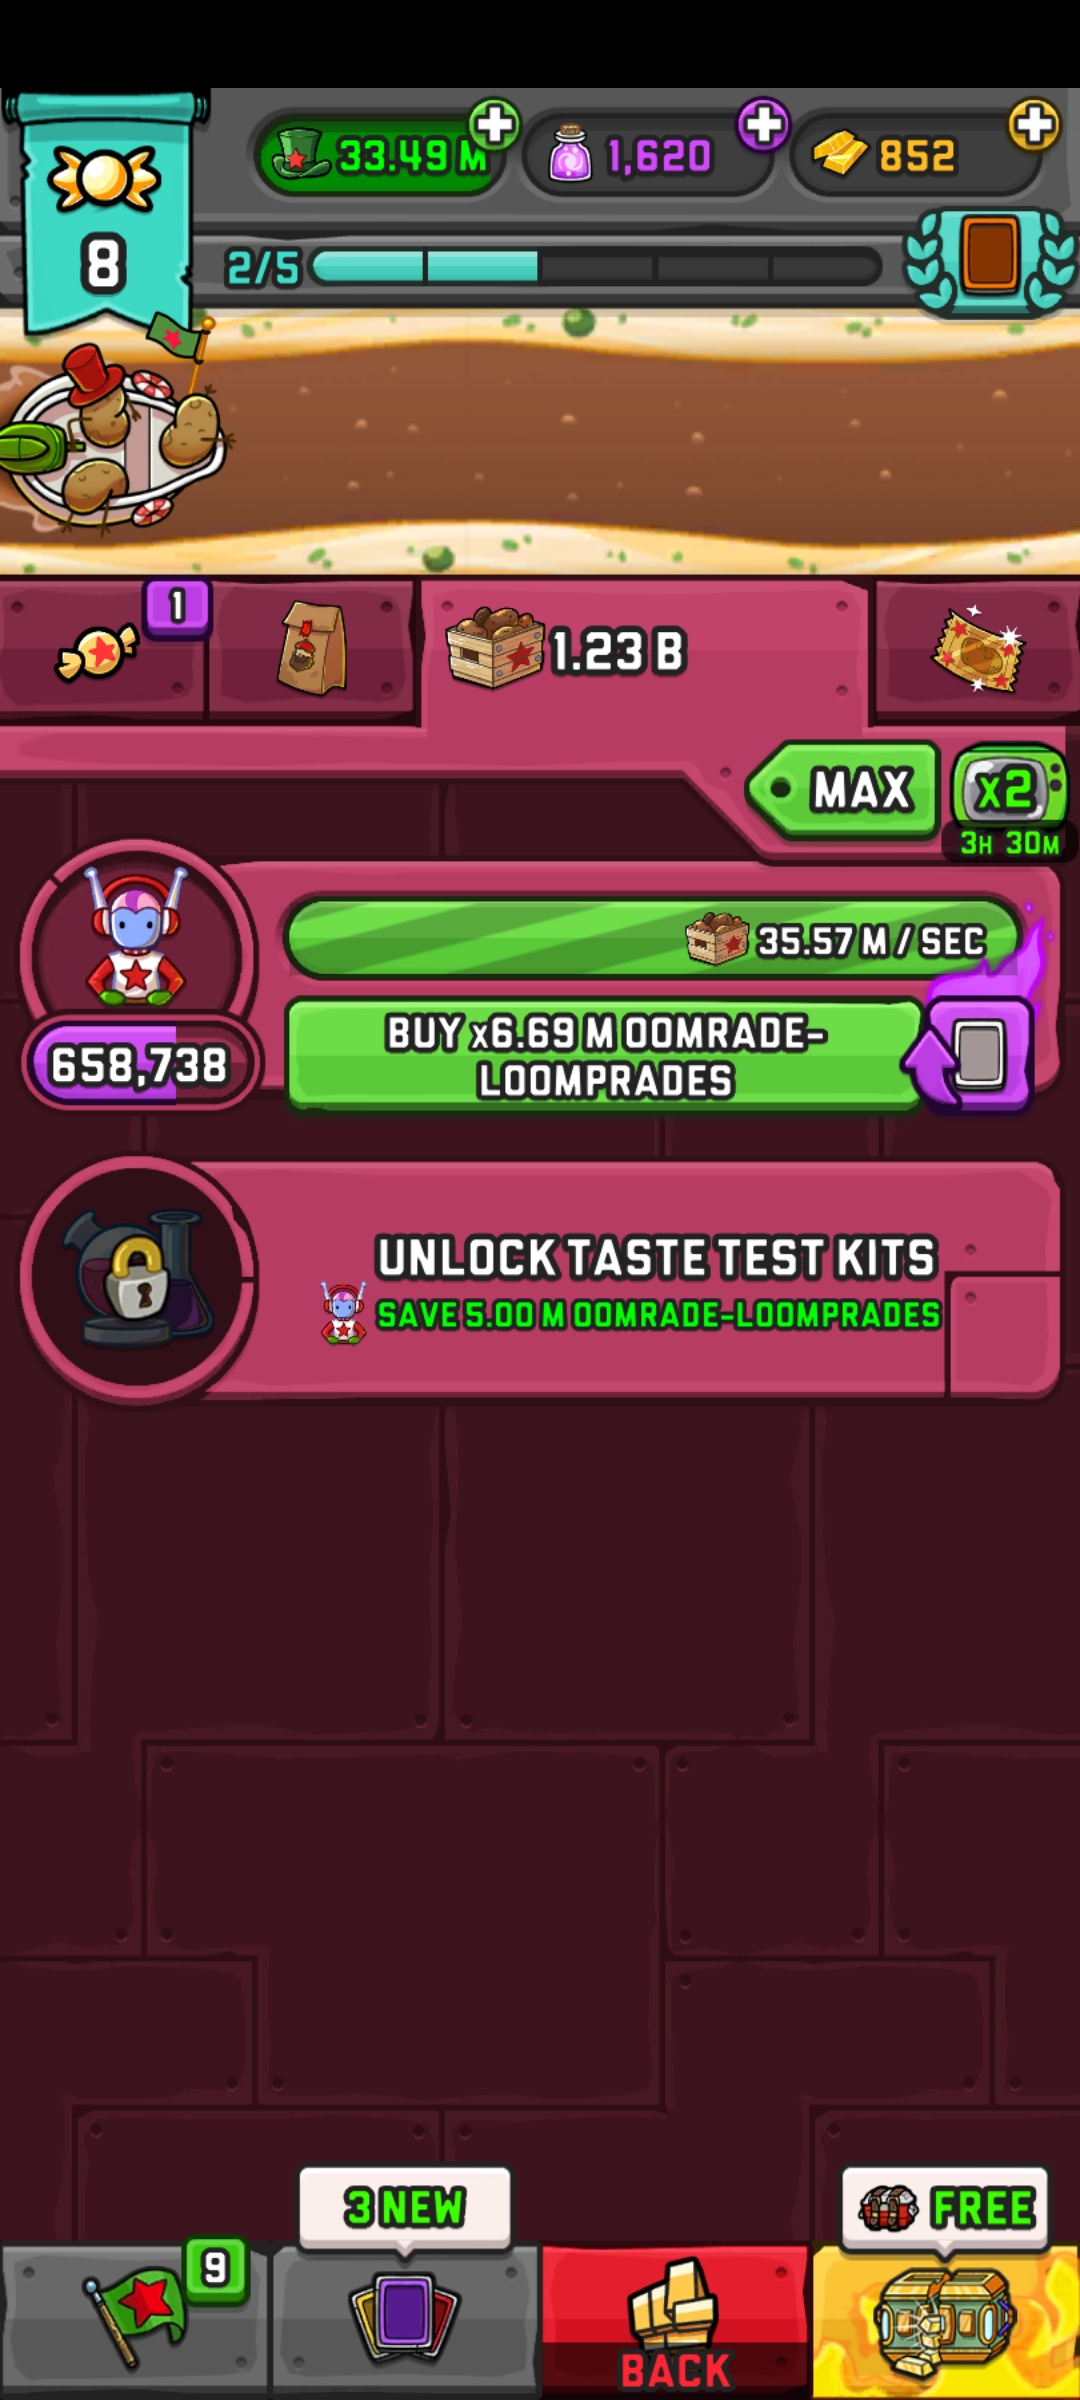 33.49 M
1,620
852
8
2/5
1
1.23 B
MAX
x2
3H 30M
35.57 M / SEC
658,738
BUY x6.69 M OOMRADE-
LOOMPRADES
UNLOCK TASTE TEST KITS
SAVE 5.00 M OOMRADE-LOOMPRADES
3 NEW
FREE
9
BACK